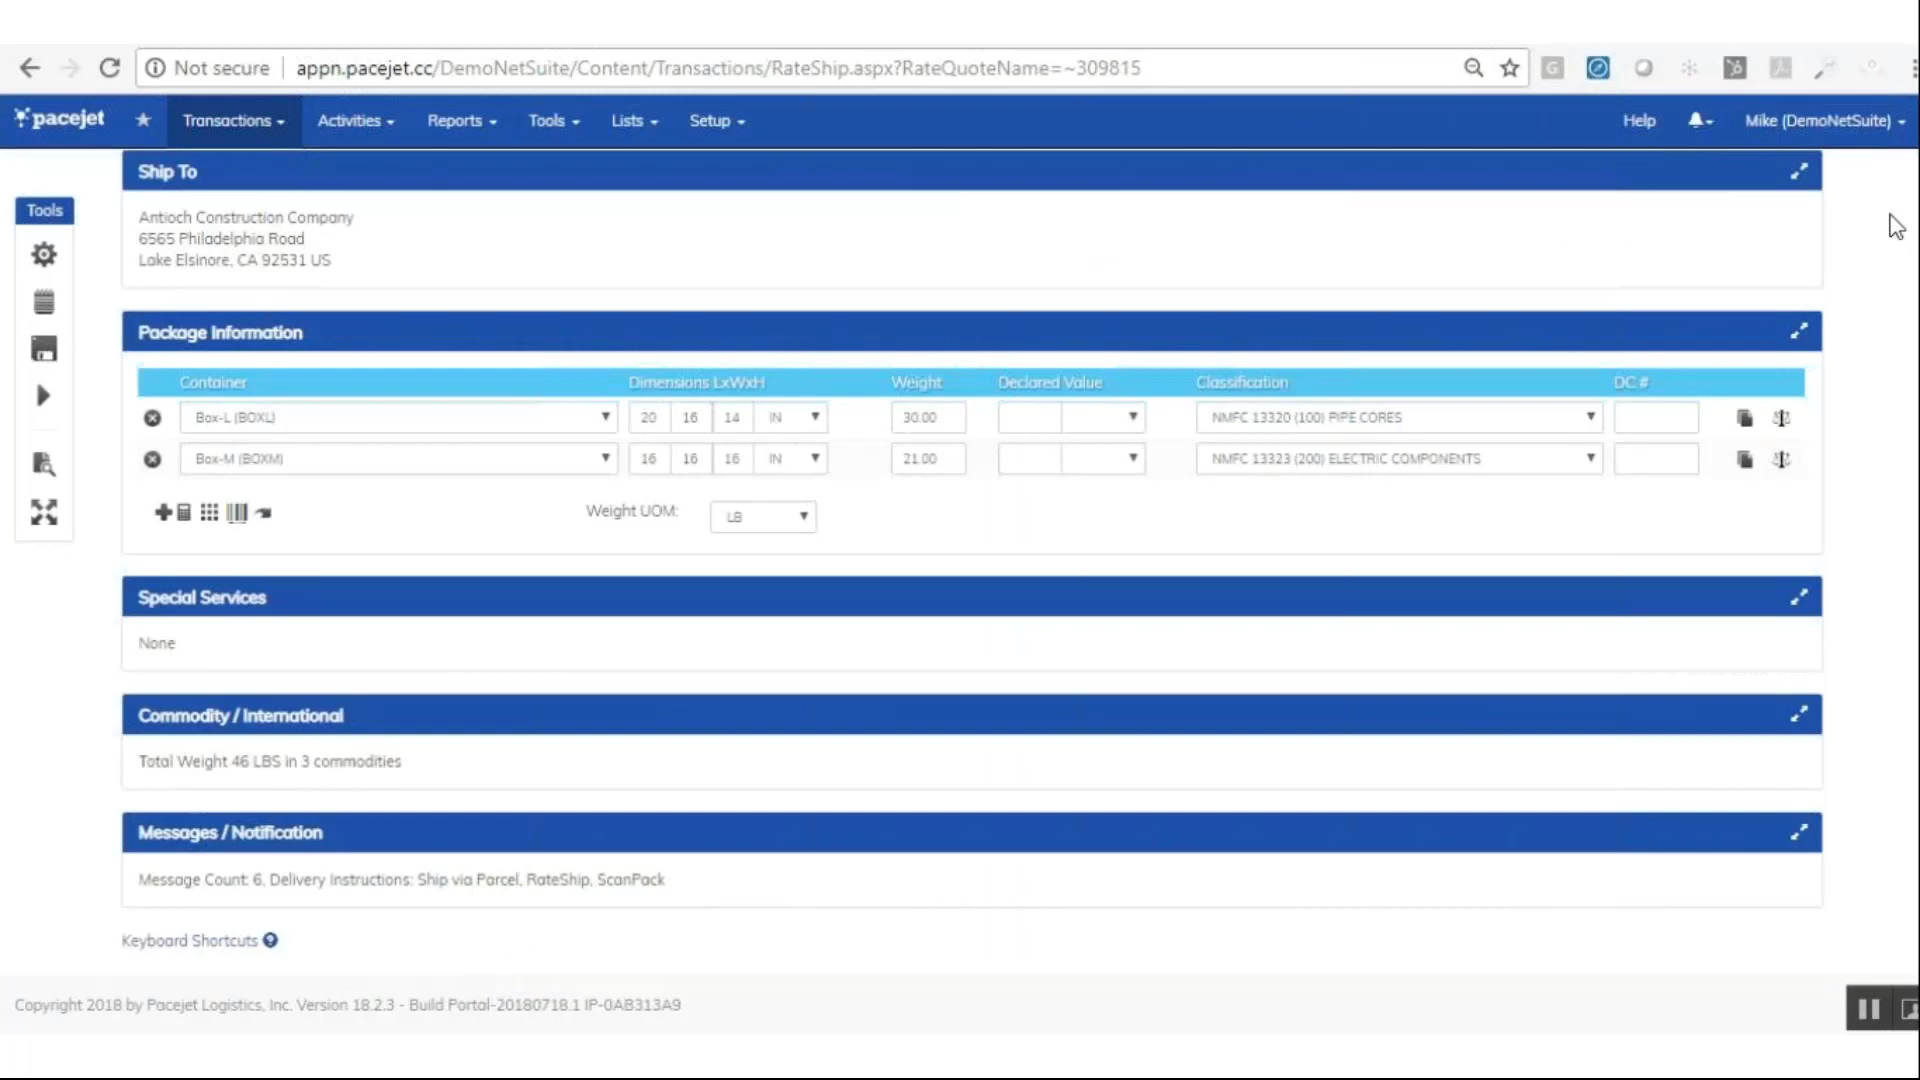 Not secure | appn.pacejet.cc/DemoNetSuite/Content/Transactions/RateShip.aspx?RateQuoteName=~309815
pacejet Transactions Activities Reports Tools Lists Setup Help Mike (DemoNetSuite)
Ship To
Tools
Antioch Construction Company
6565 Philadelphia Road
Lake Elsinore, CA 92531 US
Package Information
Container Dimensions LxWxH Weight Declared Value Classification DC #
Box-L (BOXL) 20 16 14 IN 30.00 NMFC 13320 (100) PIPE CORES
Box-M (BOXM) 16 16 16 IN 21.00 NMFC 13323 (200) ELECTRIC COMPONENTS
Weight UOM: LB
Special Services
None
Commodity / International
Total Weight 46 LBS in 3 commodities
Messages / Notification
Message Count: 6, Delivery Instructions: Ship via Parcel, RateShip, ScanPack
Keyboard Shortcuts
Copyright 2018 by Pacejet Logistics, Inc. Version 18.2.3 - Build Portal-20180718.1 IP-0AB313A9